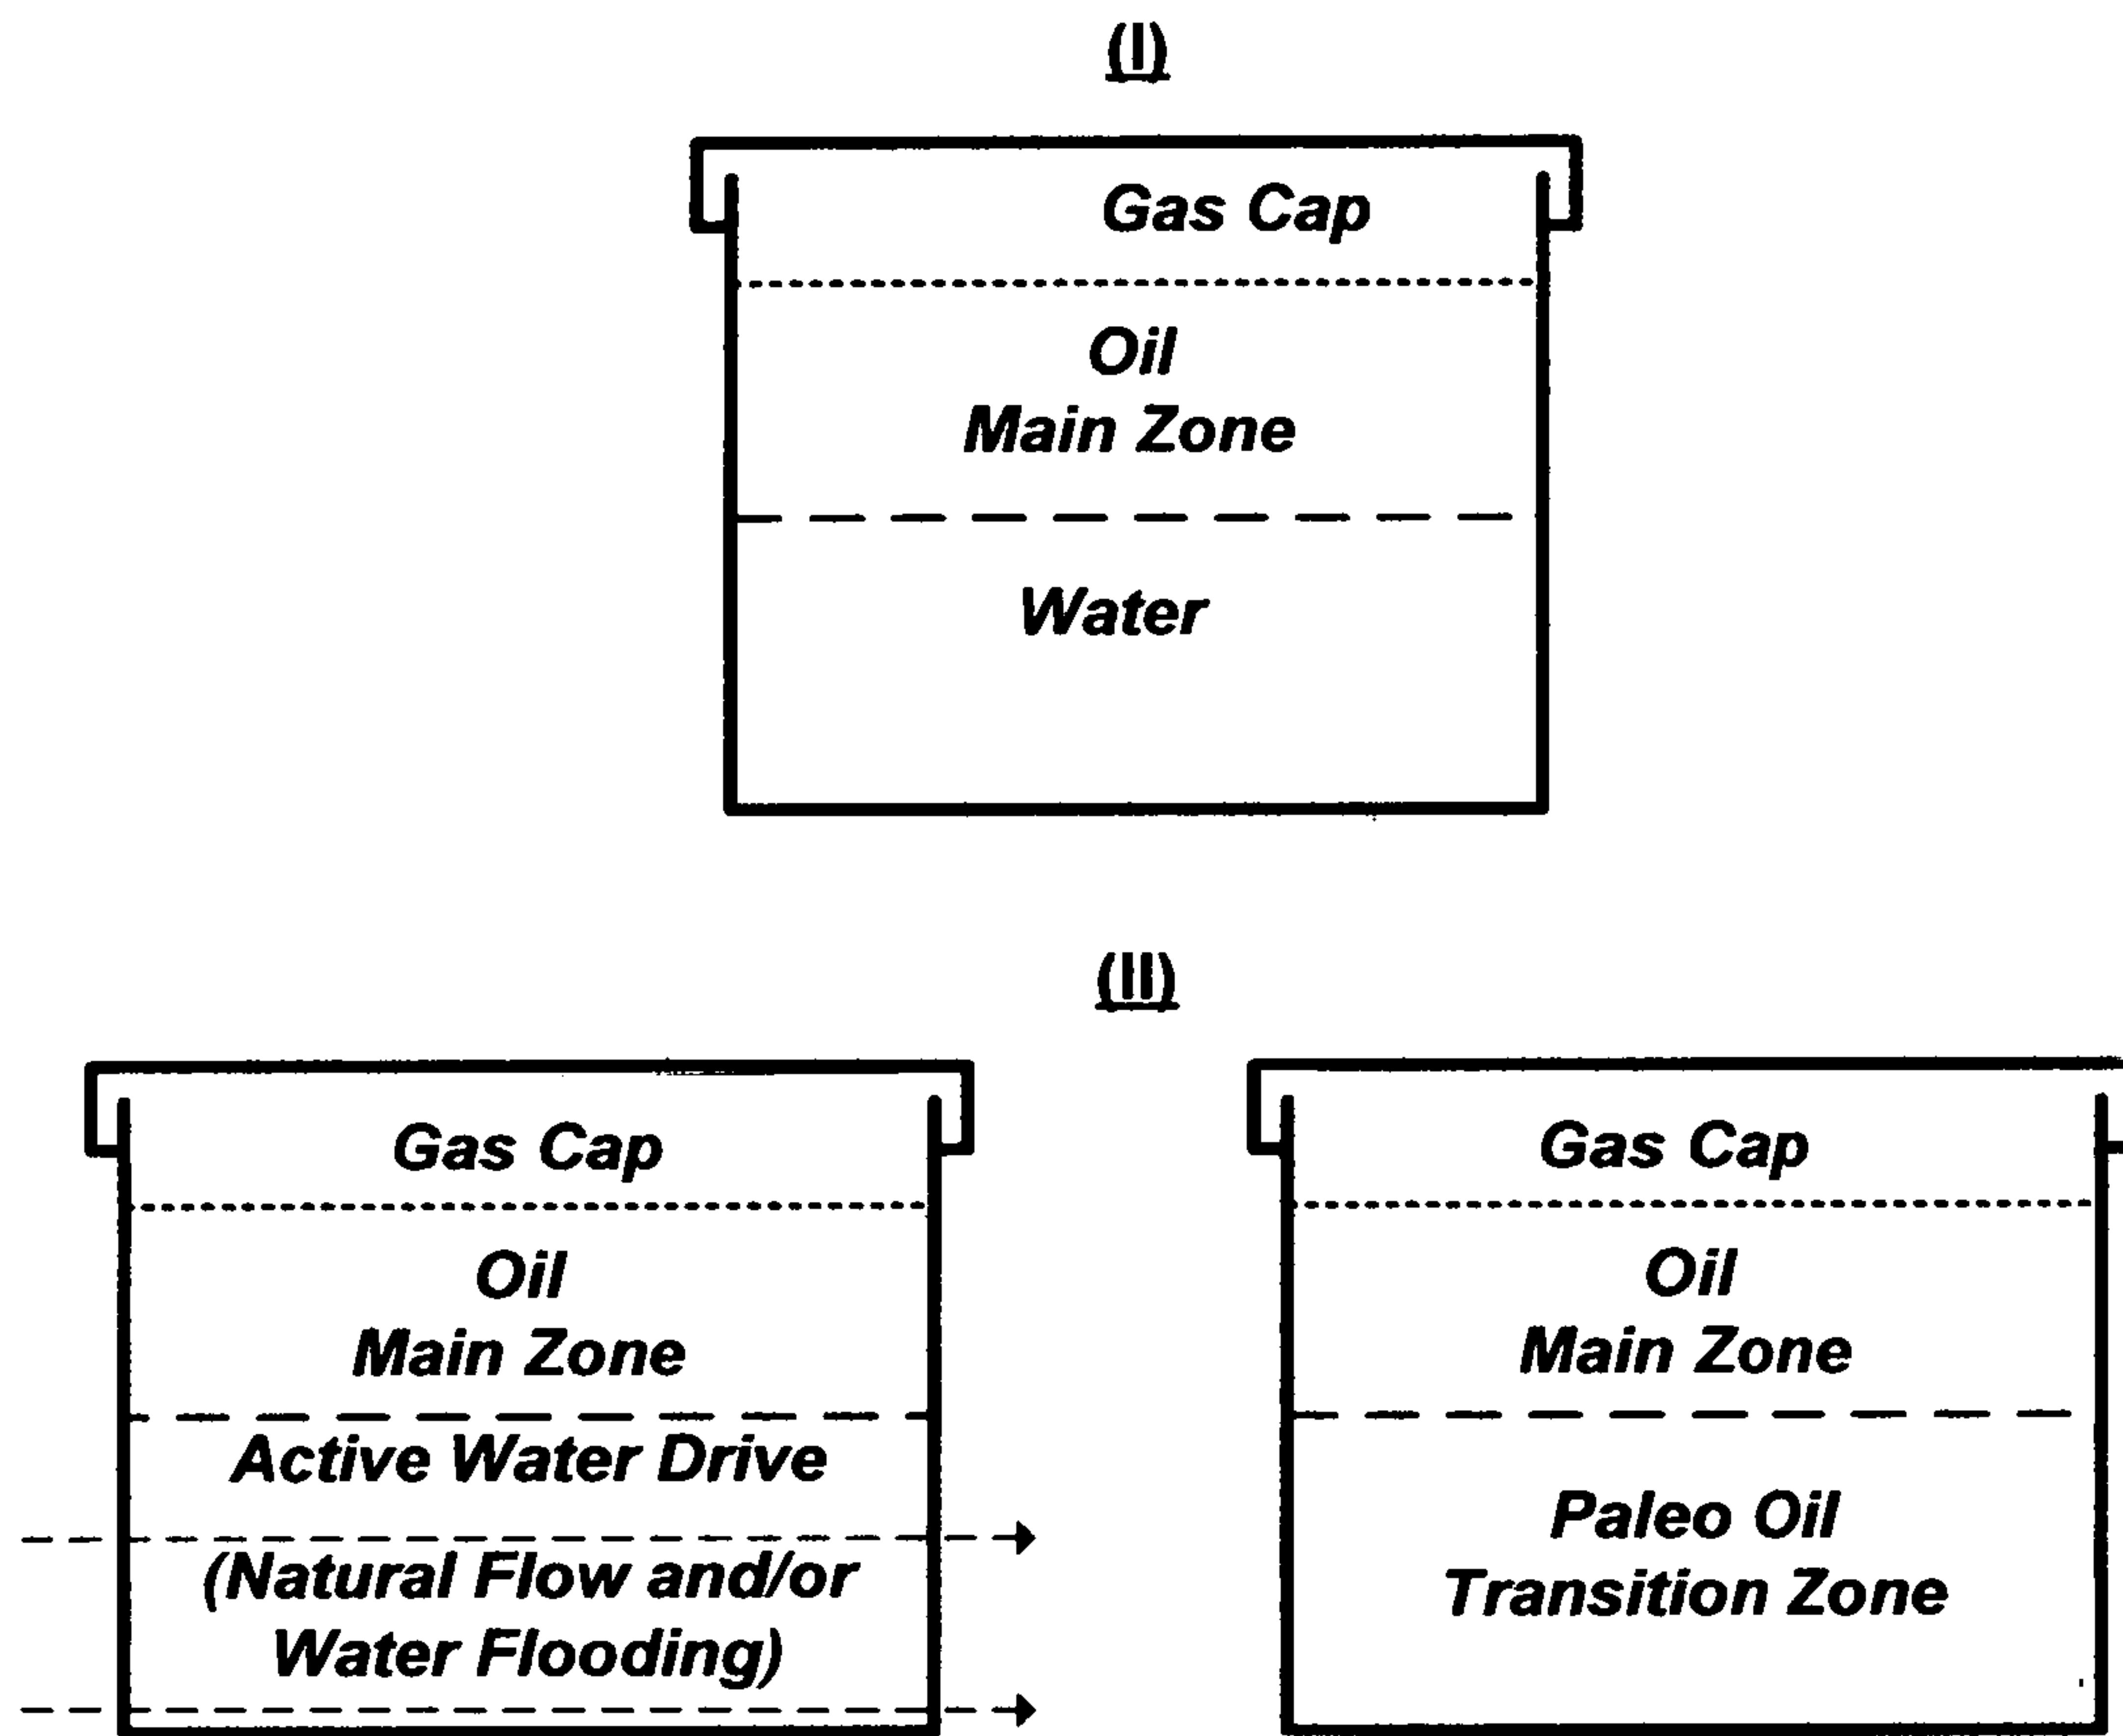 (I)
Gas Cap
Oil
Main Zone
Water
(II)
Gas Cap
Oil
Main Zone
Active Water Drive
(Natural Flow and/or
Water Flooding)
Gas Cap
Oil
Main Zone
Paleo Oil
Transition Zone